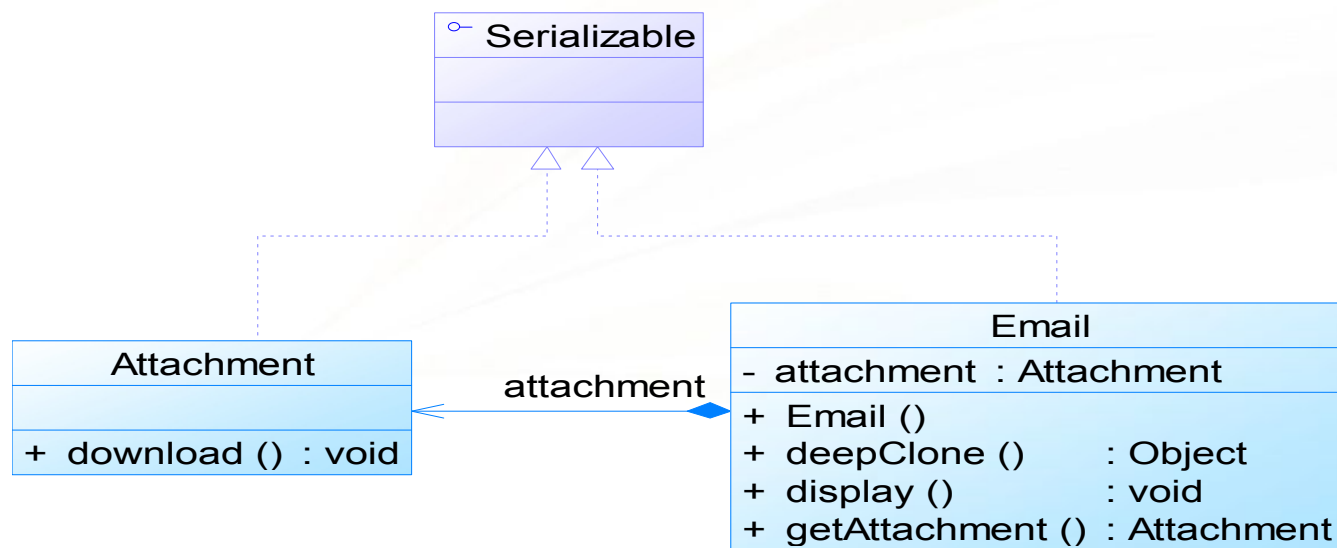 Serializable
Attachment
+ download () : void
attachment
Email
- attachment : Attachment
+ Email ()
+ deepClone () : Object
+ display () : void
+ getAttachment () : Attachment